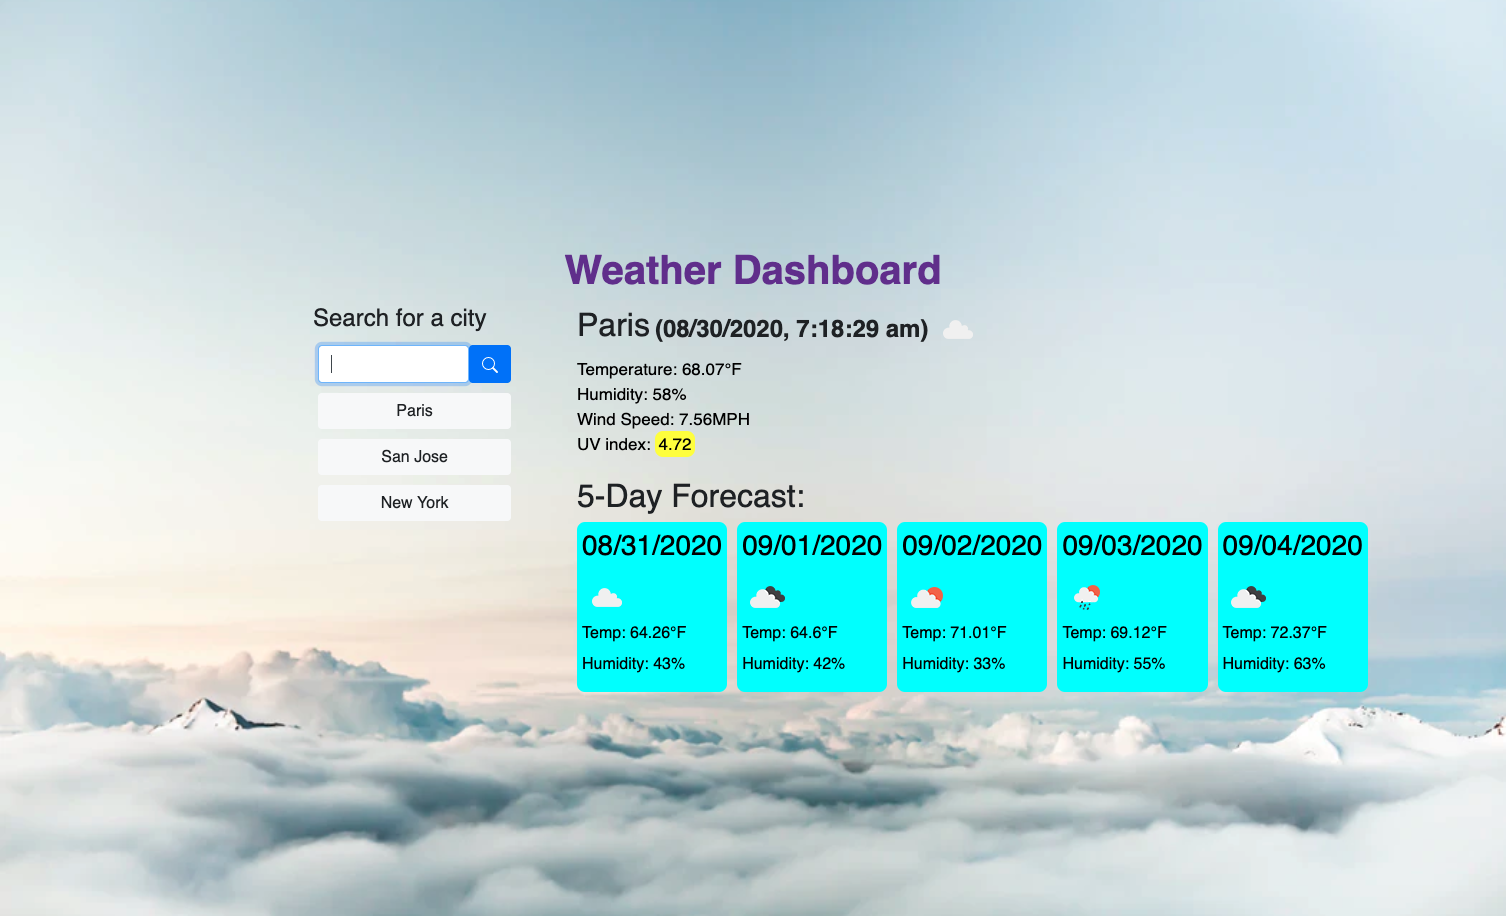 Weather Dashboard
Search for a city
Paris
San Jose
New York
Paris (08/30/2020, 7:18:29 am)
Temperature: 68.07°F
Humidity: 58%
Wind Speed: 7.56MPH
UV index: 4.72
5-Day Forecast:
08/31/2020
Temp: 64.26°F
Humidity: 43%
09/01/2020
Temp: 64.6°F
Humidity: 42%
09/02/2020
Temp: 71.01°F
Humidity: 33%
09/03/2020
Temp: 69.12°F
Humidity: 55%
09/04/2020
Temp: 72.37°F
Humidity: 63%